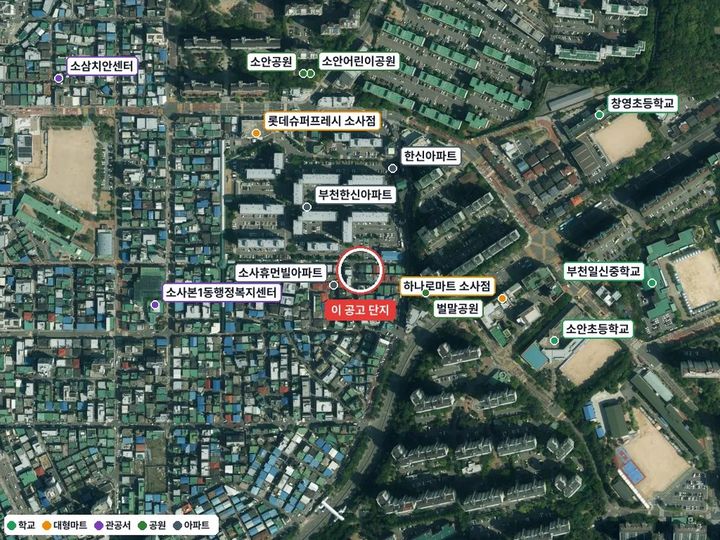 소안공원
소안어린이공원
소삼치안센터
창영초등학교
롯데슈퍼프레시 소사점
한신아파트
부천한신아파트
소사휴먼빌아파트
부천일신중학교
하나로마트 소사점
소사본1동행정복지센터
이 공고 단지
벌말공원
소안초등학교
학교 대형마트 관공서 공원 아파트